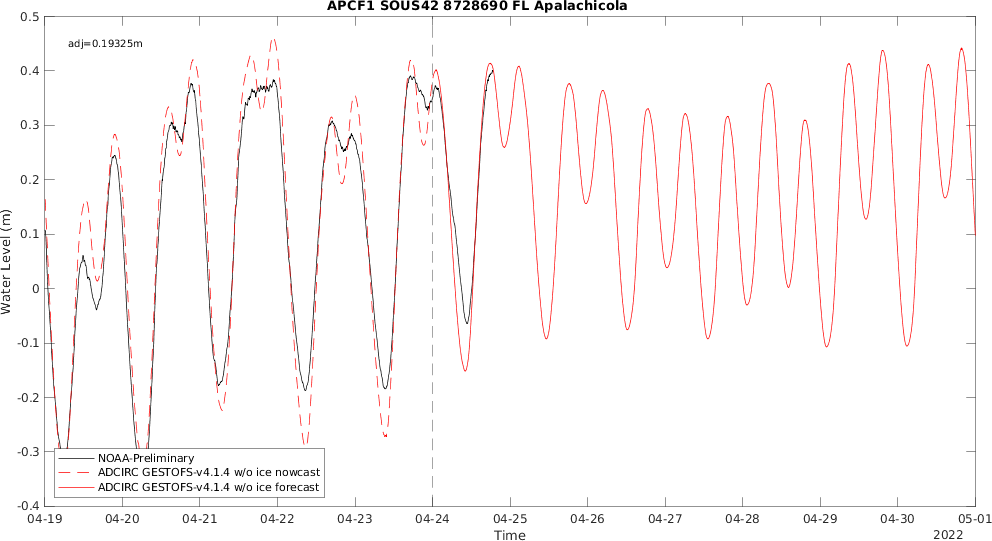 APCF1 SOUS42 8728690 FL Apalachicola
adj=0.19325m
0.5
0.4
0.3
0.2
0.1
0
-0.1
-0.2
-0.3
-0.4
Water Level (m)
NOAA-Preliminary
ADCIRC GESTOFS-v4.1.4 w/o ice nowcast
ADCIRC GESTOFS-v4.1.4 w/o ice forecast
04-19 04-20 04-21 04-22 04-23 04-24 04-25 04-26 04-27 04-28 04-29 04-30 05-01
Time
2022